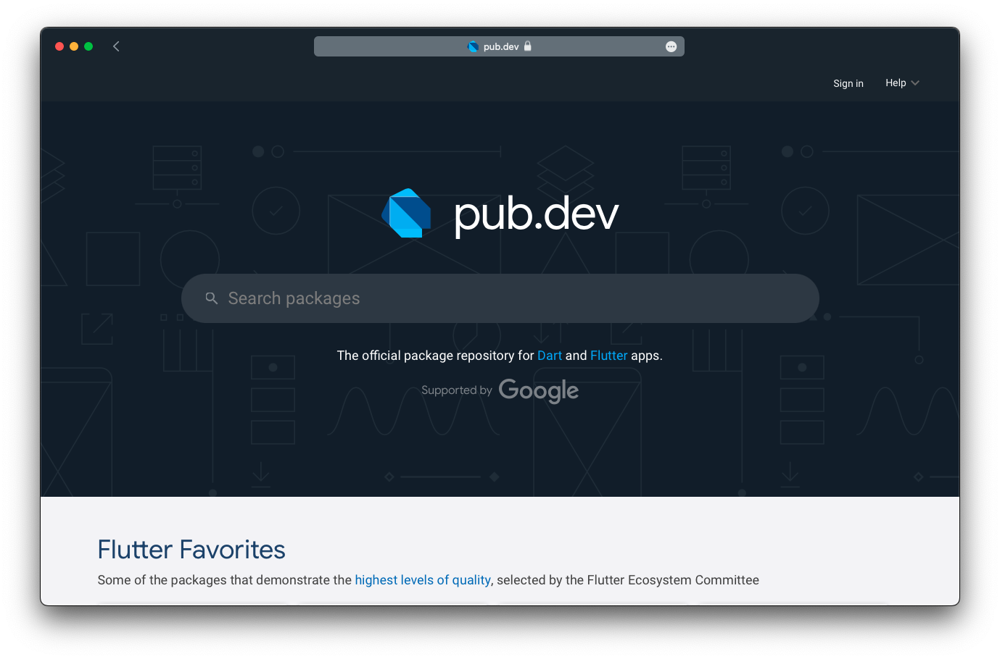 pub.dev
Sign in
Help
pub.dev
Search packages
The official package repository for Dart and Flutter apps.
Supported by Google
Flutter Favorites
Some of the packages that demonstrate the highest levels of quality, selected by the Flutter Ecosystem Committee